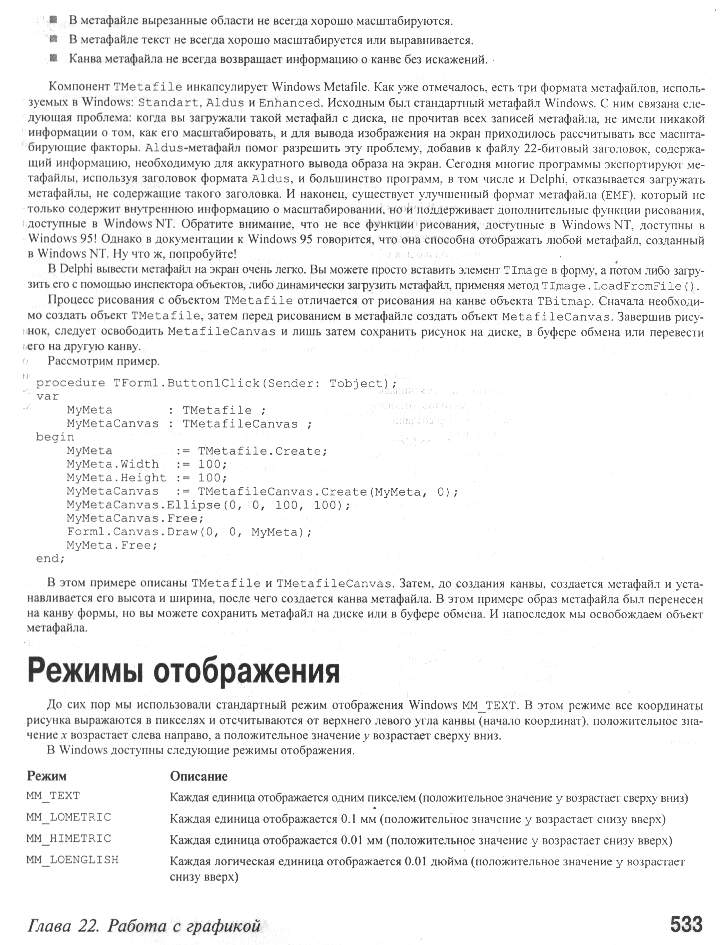 ■ В метафайле вырезанные области не всегда хорошо масштабируются.
■ В метафайле текст не всегда хорошо масштабируется или выравнивается.
■ Канва метафайла не всегда возвращает информацию о канве без искажений.
Компонент TMetafile инкапсулирует Windows Metafile. Как уже отмечалось, есть три формата метафайлов, исполь-
зуемых в Windows: Standart, Aldus и Enhanced. Исходным был стандартный метафайл Windows. С ним связана сле-
дующая проблема: когда вы загружали такой метафайл с диска, не прочитав всех записей метафайла, не имели никакой
информации о том, как его масштабировать, и для вывода изображения на экран приходилось рассчитывать все масшта-
бирующие факторы. Aldus-метафайл помог разрешить эту проблему, добавив к файлу 22-битовый заголовок, содержа-
щий информацию, необходимую для аккуратного вывода образа на экран. Сегодня многие программы экспортируют ме-
тафайлы, используя заголовок формата Aldus, и большинство программ, в том числе и Delphi, отказывается загружать
метафайлы, не содержащие такого заголовка. И наконец, существует улучшенный формат метафайла (EMF), который не
только содержит внутреннюю информацию о масштабировании, но и поддерживает дополнительные функции рисования,
доступные в Windows NT. Обратите внимание, что не все функции рисования, доступные в Windows NT, доступны в
Windows 95! Однако в документации к Windows 95 говорится, что она способна отображать любой метафайл, созданный
в Windows NT. Ну что ж, попробуйте!
В Delphi вывести метафайл на экран очень легко. Вы можете просто вставить элемент TImage в форму, а потом либо загру-
зить его с помощью инспектора объектов, либо динамически загрузить метафайл, применяя метод TImage.LoadFromFile().
Процесс рисования с объектом TMetafile отличается от рисования на канве объекта TBitmap. Сначала необходи-
мо создать объект TMetafile, затем перед рисованием в метафайле создать объект MetafileCanvas. Завершив рису-
нок, следует освободить MetafileCanvas и лишь затем сохранить рисунок на диске, в буфере обмена или перевести
его на другую канву.
Рассмотрим пример.
procedure TForm1.Button1Click(Sender: Tobject);
var
MyMeta : TMetafile ;
MyMetaCanvas : TMetafileCanvas ;
begin
MyMeta := TMetafile.Create;
MyMeta.Width := 100;
MyMeta.Height := 100;
MyMetaCanvas := TMetafileCanvas.Create(MyMeta, 0);
MyMetaCanvas.Ellipse(0, 0, 100, 100);
MyMetaCanvas.Free;
Form1.Canvas.Draw(0, 0, MyMeta);
MyMeta.Free;
end;
В этом примере описаны TMetafile и TMetafileCanvas. Затем, до создания канвы, создается метафайл и уста-
навливается его высота и ширина, после чего создается канва метафайла. В этом примере образ метафайла был перенесен
на канву формы, но вы можете сохранить метафайл на диске или в буфере обмена. И напоследок мы освобождаем объект
метафайла.
Режимы отображения
До сих пор мы использовали стандартный режим отображения Windows MM_TEXT. В этом режиме все координаты
рисунка выражаются в пикселях и отсчитываются от верхнего левого угла канвы (начало координат), положительное зна-
чение x возрастает слева направо, а положительное значение y возрастает сверху вниз.
В Windows доступны следующие режимы отображения.
Режим Описание
MM_TEXT Каждая единица отображается одним пикселем (положительное значение y возрастает сверху вниз)
MM_LOMETRIC Каждая единица отображается 0.1 мм (положительное значение y возрастает снизу вверх)
MM_HIMETRIC Каждая единица отображается 0.01 мм (положительное значение y возрастает снизу вверх)
MM_LOENGLISH Каждая логическая единица отображается 0.01 дюйма (положительное значение y возрастает
снизу вверх)
Глава 22. Работа с графикой 533